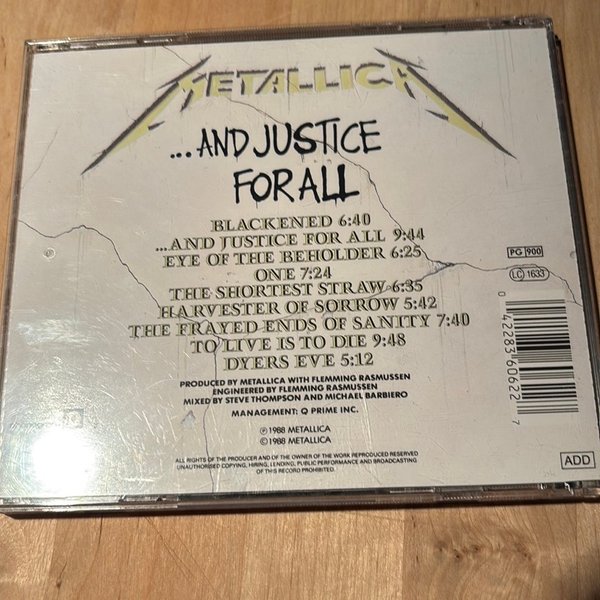 METALLICA
...AND JUSTICE
FOR ALL
BLACKENED 6:40
...AND JUSTICE FOR ALL 9:44
EYE OF THE BEHOLDER 6:25
ONE 7:24
THE SHORTEST STRAW 6:35
HARVESTER OF SORROW 5:42
THE FRAYED ENDS OF SANITY 7:40
TO LIVE IS TO DIE 9:48
DYERS EVE 5:12
PRODUCED BY METALLICA WITH FLEMMING RASMUSSEN
ENGINEERED BY FLEMMING RASMUSSEN
MIXED BY STEVE THOMPSON AND MICHAEL BARBIERO
MANAGEMENT: Q PRIME INC.
℗ 1988 METALLICA
© 1988 METALLICA
ALL RIGHTS OF THE PRODUCER AND OF THE OWNER OF THE WORK REPRODUCED RESERVED
UNAUTHORISED COPYING, HIRING, LENDING, PUBLIC PERFORMANCE AND BROADCASTING
OF THIS RECORD PROHIBITED.
PG 900
LC 1633
0 42283 60622 7
ADD